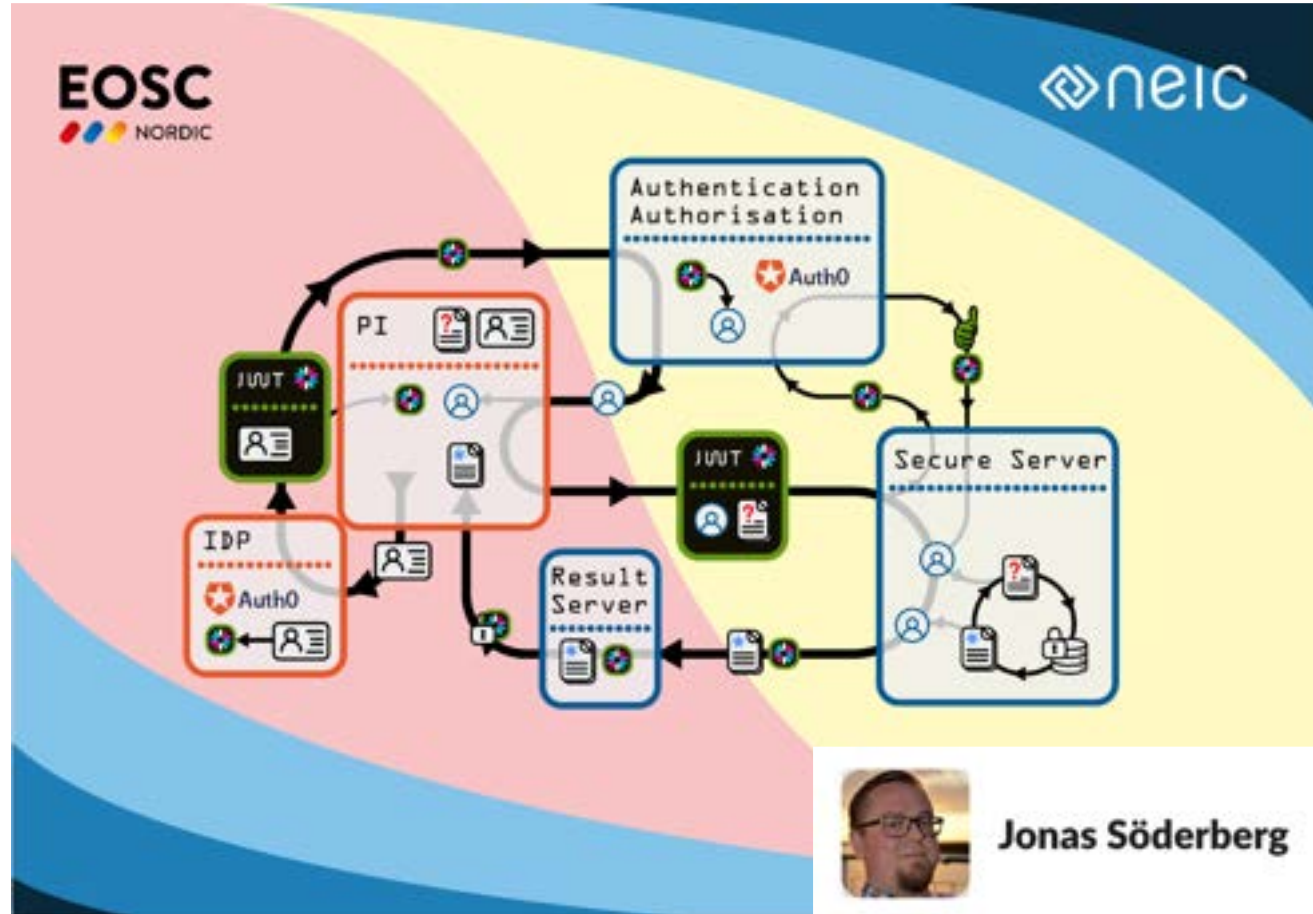 EOSC
NORDIC
neic
Authentication
Authorisation
Auth0
PI
?
JWT
JWT
?
Secure Server
?
IDP
Auth0
Result
Server
Jonas Söderberg